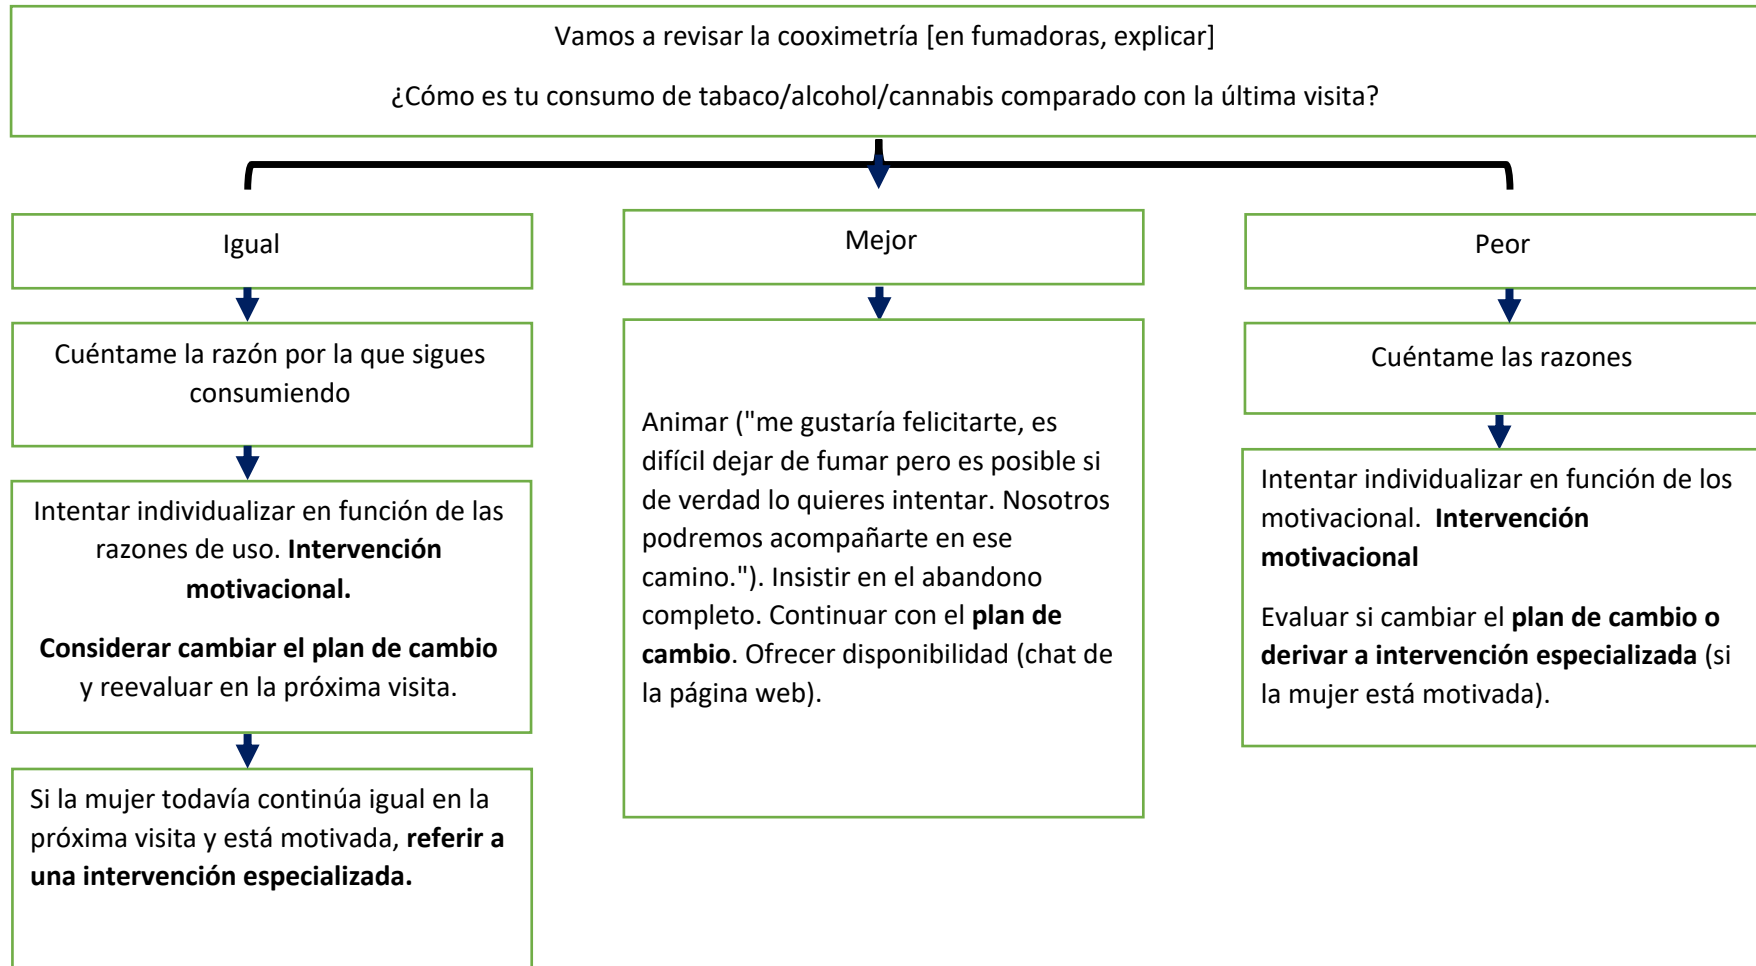 Vamos a revisar la cooximetría [en fumadoras, explicar]
¿Cómo es tu consumo de tabaco/alcohol/cannabis comparado con la última visita?
Igual
Cuéntame la razón por la que sigues
consumiendo
Intentar individualizar en función de las
razones de uso. Intervención
motivacional.
Considerar cambiar el plan de cambio
y reevaluar en la próxima visita.
Si la mujer todavía continúa igual en la
próxima visita y está motivada, referir a
una intervención especializada.
Mejor
Animar ("me gustaría felicitarte, es
difícil dejar de fumar pero es posible si
de verdad lo quieres intentar. Nosotros
podremos acompañarte en ese
camino."). Insistir en el abandono
completo. Continuar con el plan de
cambio. Ofrecer disponibilidad (chat de
la página web).
Peor
Cuéntame las razones
Intentar individualizar en función de los
motivacional. Intervención
motivacional
Evaluar si cambiar el plan de cambio o
derivar a intervención especializada (si
la mujer está motivada).